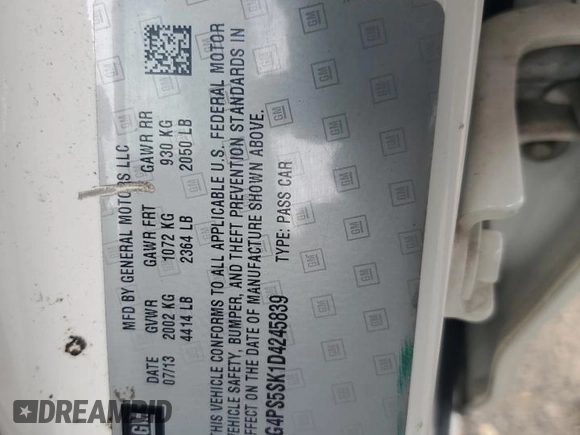 MFD BY GENERAL MOTORS LLC
DATE GVWR GAWR FRT GAWR RR
07/13 2002 KG 1072 KG 930 KG
4414 LB 2364 LB 2050 LB
THIS VEHICLE CONFORMS TO ALL APPLICABLE U.S. FEDERAL MOTOR
VEHICLE SAFETY, BUMPER, AND THEFT PREVENTION STANDARDS IN
EFFECT ON THE DATE OF MANUFACTURE SHOWN ABOVE.
G4PS5SK1D4245839 TYPE: PASS CAR
GM
DREAMBID